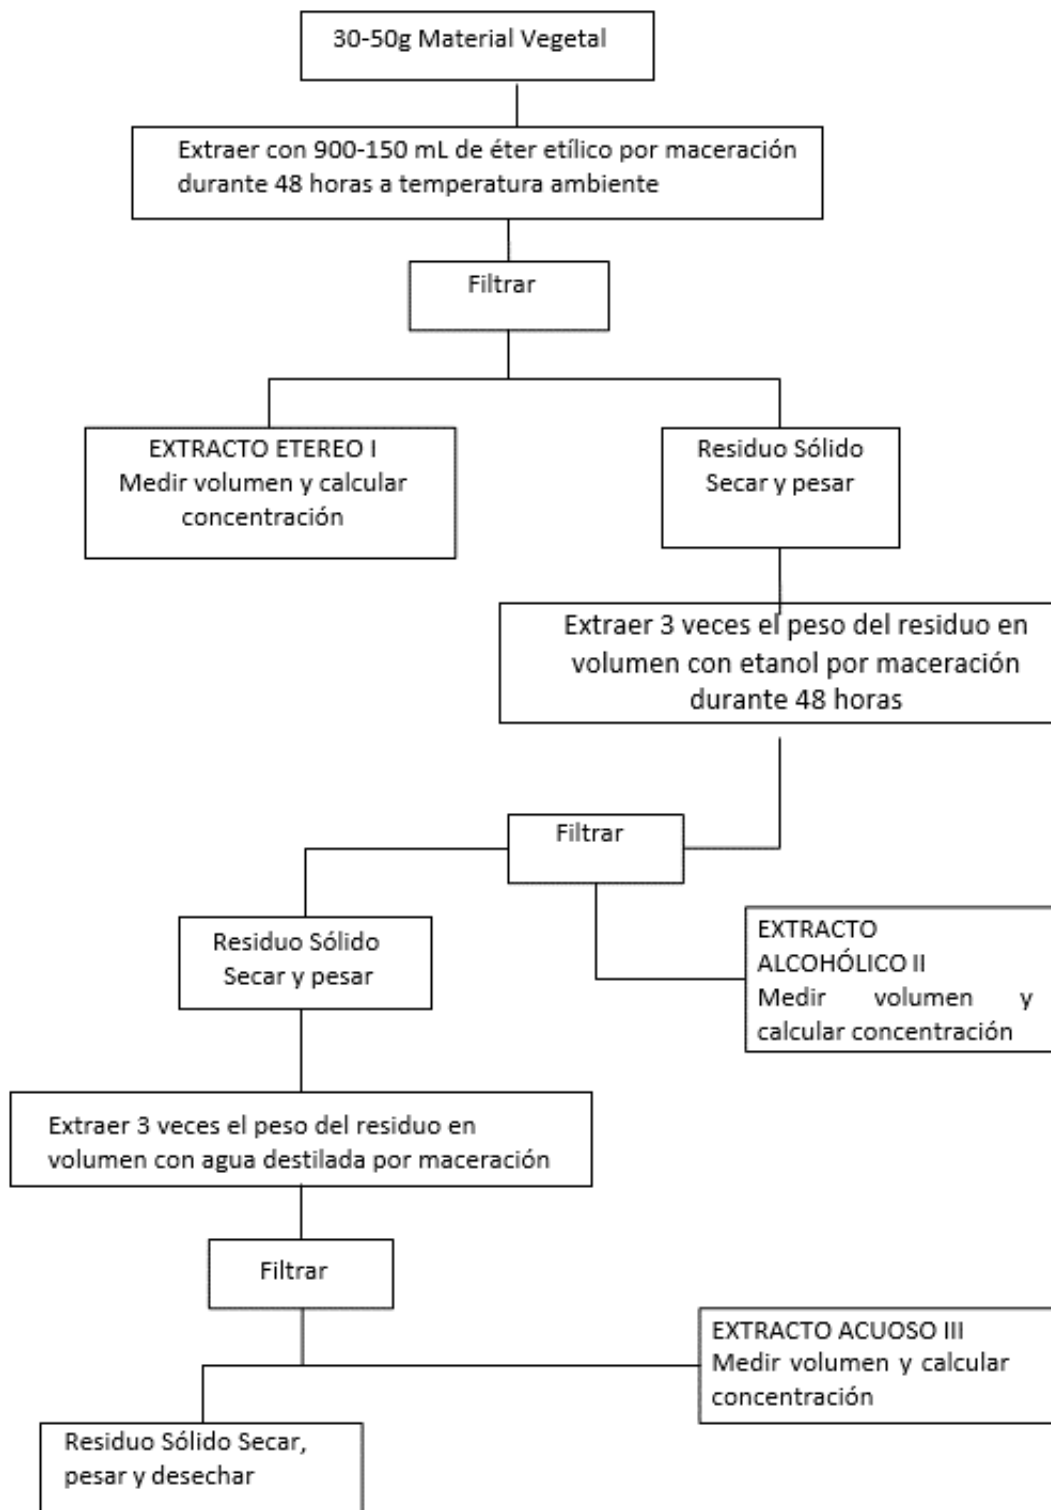 30-50g Material Vegetal
Extraer con 900-150 mL de éter etílico por maceración
durante 48 horas a temperatura ambiente
Filtrar
EXTRACTO ETEREO I
Medir volumen y calcular
concentración
Residuo Sólido
Secar y pesar
Extraer 3 veces el peso del residuo en
volumen con etanol por maceración
durante 48 horas
Filtrar
Residuo Sólido
Secar y pesar
EXTRACTO
ALCOHÓLICO II
Medir volumen y
calcular concentración
Extraer 3 veces el peso del residuo en
volumen con agua destilada por maceración
Filtrar
EXTRACTO ACUOSO III
Medir volumen y calcular
concentración
Residuo Sólido Secar,
pesar y desechar